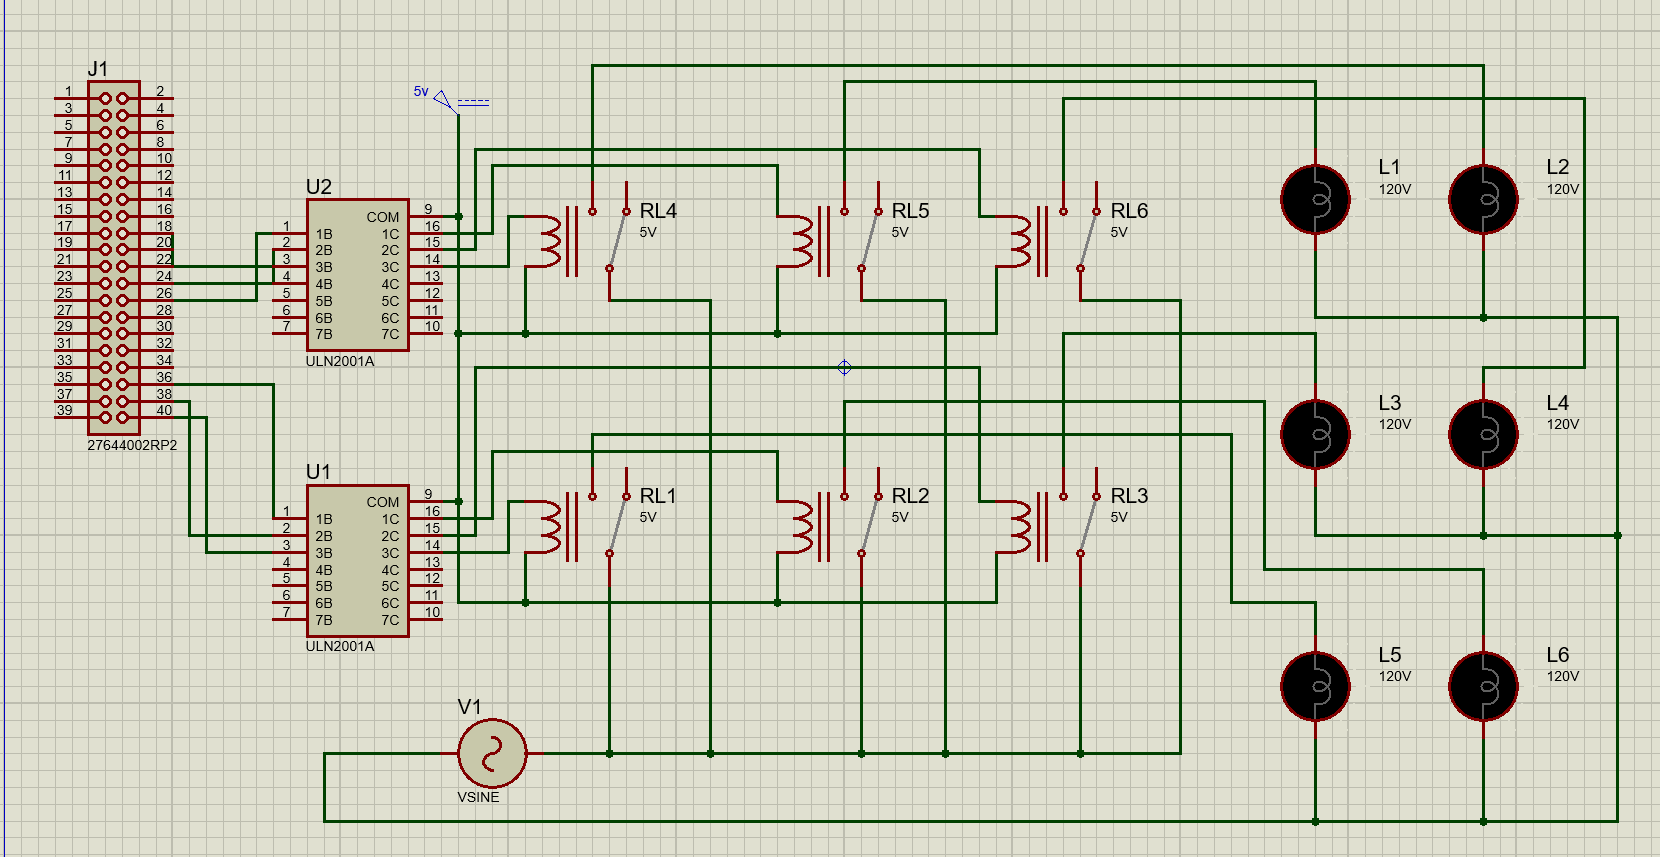 J1
1 2
3 4
5 6
7 8
9 10
11 12
13 14
15 16
17 18
19 20
21 22
23 24
25 26
27 28
29 30
31 32
33 34
35 36
37 38
39 40
27644002RP2
5v
U2
COM 9
1 1B 1C 16
2 2B 2C 15
3 3B 3C 14
4 4B 4C 13
5 5B 5C 12
6 6B 6C 11
7 7B 7C 10
ULN2001A
RL4
5V
RL5
5V
RL6
5V
L1
120V
L2
120V
U1
COM 9
1 1B 1C 16
2 2B 2C 15
3 3B 3C 14
4 4B 4C 13
5 5B 5C 12
6 6B 6C 11
7 7B 7C 10
ULN2001A
RL1
5V
RL2
5V
RL3
5V
L3
120V
L4
120V
L5
120V
L6
120V
V1
VSINE